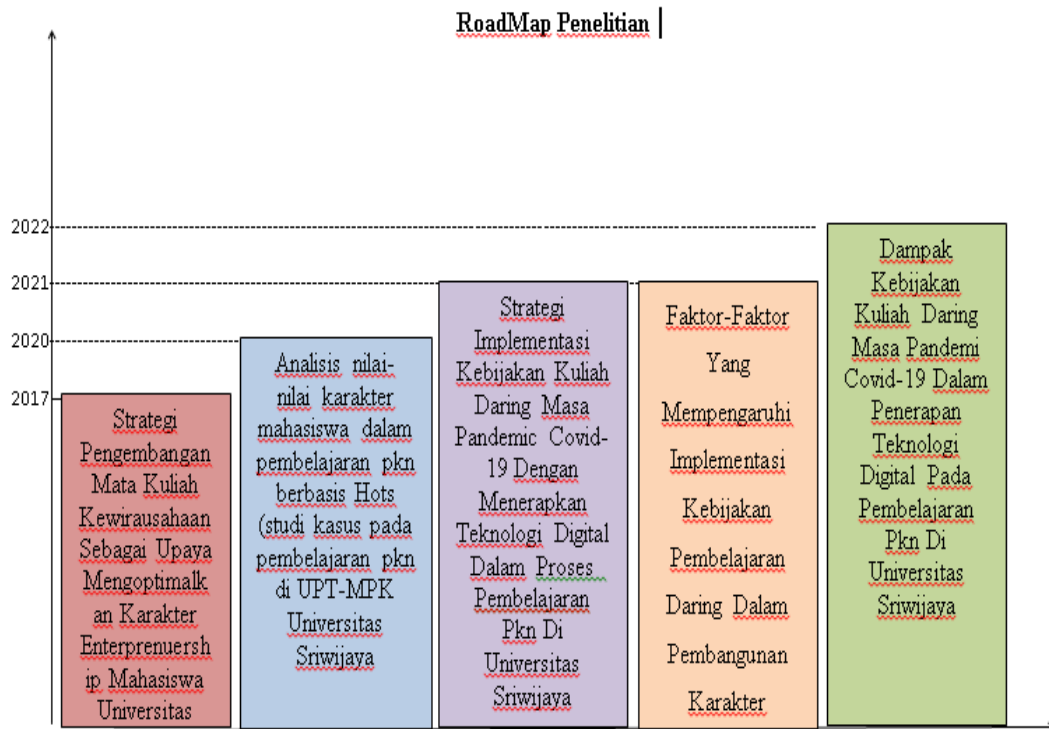 RoadMap Penelitian
2022
2021
2020
2017
Strategi
Pengembangan
Mata Kuliah
Kewirausahaan
Sebagai Upaya
Mengoptimalk
an Karakter
Enterprenuersh
ip Mahasiswa
Universitas
Analisis nilai-
nilai karakter
mahasiswa dalam
pembelajaran pkn
berbasis Hots
(studi kasus pada
pembelajaran pkn
di UPT-MPK
Universitas
Sriwijaya
Strategi
Implementasi
Kebijakan Kuliah
Daring Masa
Pandemic Covid-
19 Dengan
Menerapkan
Teknologi Digital
Dalam Proses
Pembelajaran
Pkn Di
Universitas
Sriwijaya
Faktor-Faktor
Yang
Mempengaruhi
Implementasi
Kebijakan
Pembelajaran
Daring Dalam
Pembangunan
Karakter
Dampak
Kebijakan
Kuliah Daring
Masa Pandemi
Covid-19 Dalam
Penerapan
Teknologi
Digital Pada
Pembelajaran
Pkn Di
Universitas
Sriwijaya